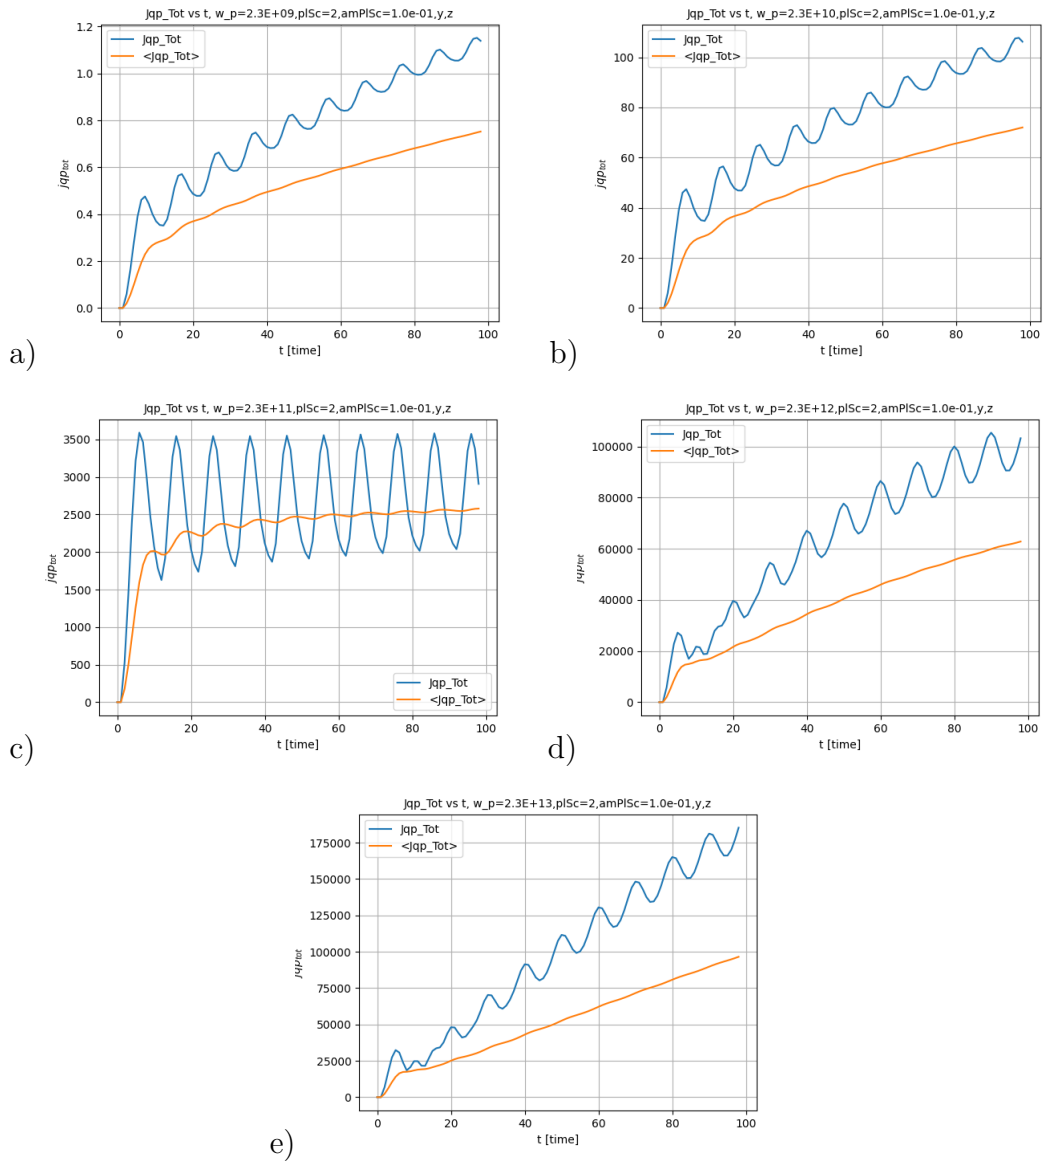 Jqp_Tot vs t, w_p=2.3E+09,plSc=2,amPlSc=1.0e-01,y,z
Jqp_Tot
<Jqp_Tot>
1.2
1.0
0.8
0.6
0.4
0.2
0.0
jqp_tot
0 20 40 60 80 100
t [time]
a)
Jqp_Tot vs t, w_p=2.3E+10,plSc=2,amPlSc=1.0e-01,y,z
Jqp_Tot
<Jqp_Tot>
100
80
60
40
20
0
jqp_tot
0 20 40 60 80 100
t [time]
b)
Jqp_Tot vs t, w_p=2.3E+11,plSc=2,amPlSc=1.0e-01,y,z
3500
3000
2500
2000
1500
1000
500
0
jqp_tot
Jqp_Tot
<Jqp_Tot>
0 20 40 60 80 100
t [time]
c)
Jqp_Tot vs t, w_p=2.3E+12,plSc=2,amPlSc=1.0e-01,y,z
Jqp_Tot
<Jqp_Tot>
100000
80000
60000
40000
20000
0
jqp_tot
0 20 40 60 80 100
t [time]
d)
Jqp_Tot vs t, w_p=2.3E+13,plSc=2,amPlSc=1.0e-01,y,z
Jqp_Tot
<Jqp_Tot>
175000
150000
125000
100000
75000
50000
25000
0
jqp_tot
0 20 40 60 80 100
t [time]
e)